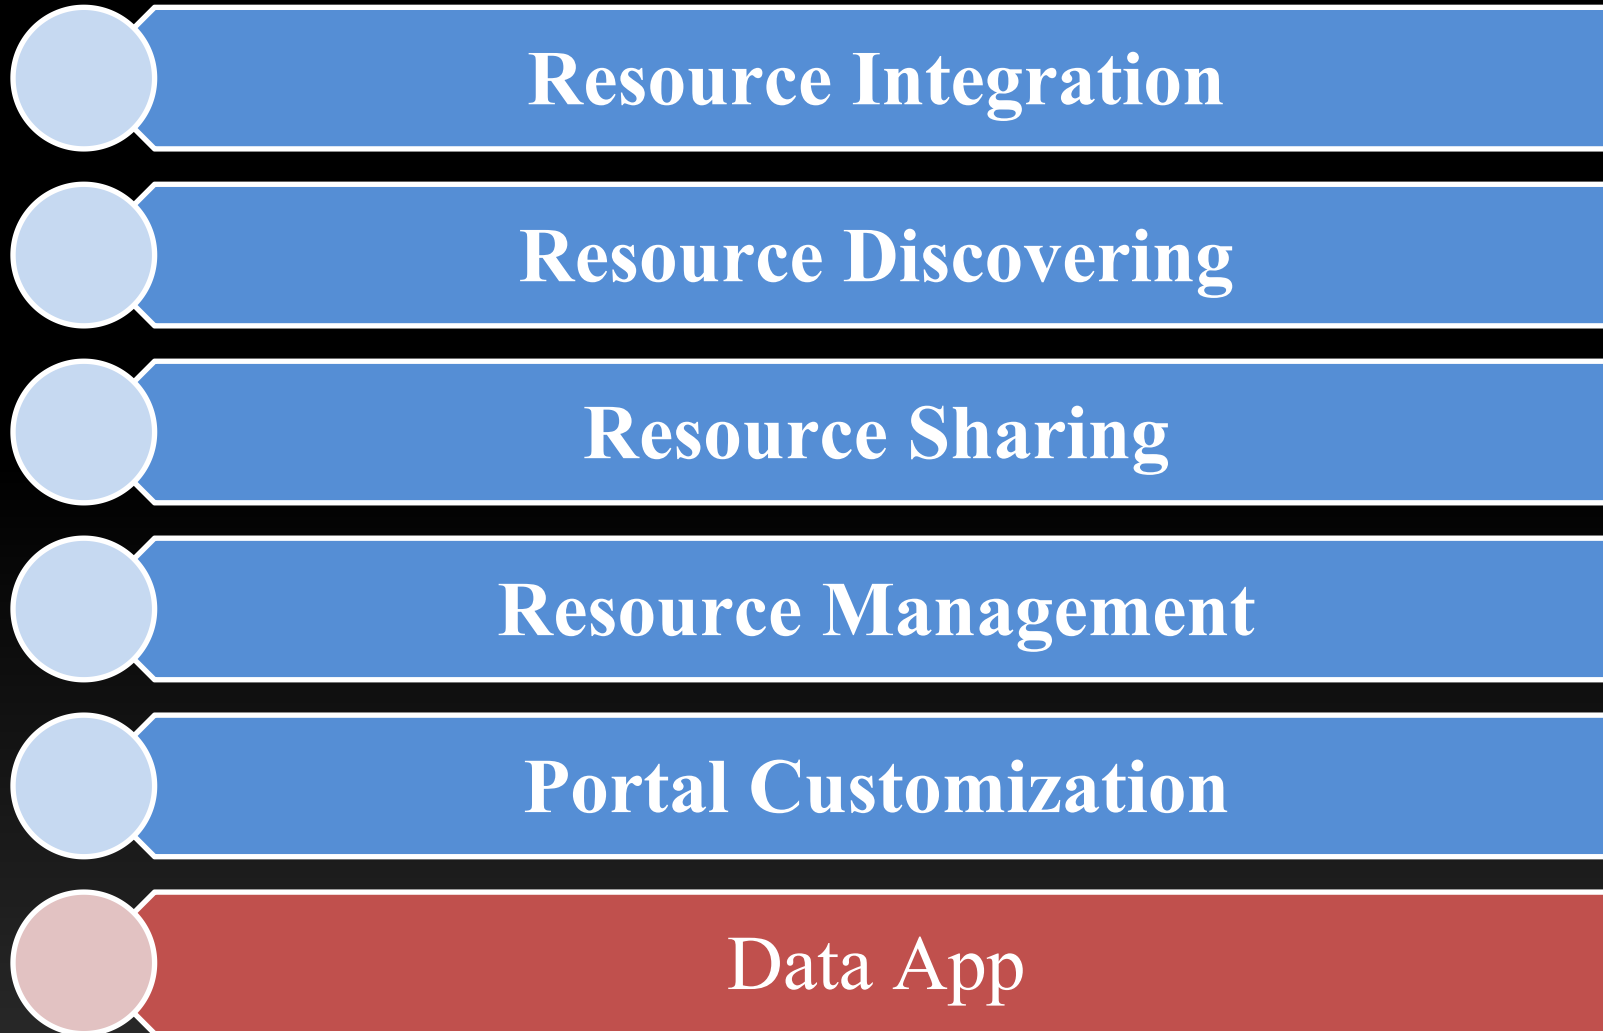 Resource Integration
Resource Discovering
Resource Sharing
Resource Management
Portal Customization
Data App